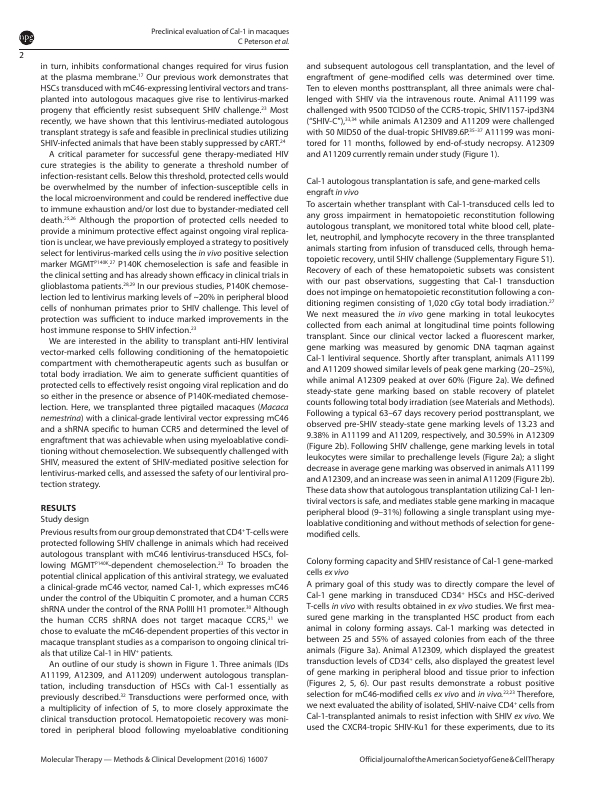 Preclinical evaluation of Cal-1 in macaques
C Peterson et al.
npg
2
in turn, inhibits conformational changes required for virus fusion
at the plasma membrane.17 Our previous work demonstrates that
HSCs transduced with mC46-expressing lentiviral vectors and trans-
planted into autologous macaques give rise to lentivirus-marked
progeny that efficiently resist subsequent SHIV challenge.23 Most
recently, we have shown that this lentivirus-mediated autologous
transplant strategy is safe and feasible in preclinical studies utilizing
SHIV-infected animals that have been stably suppressed by cART.24
A critical parameter for successful gene therapy-mediated HIV
cure strategies is the ability to generate a threshold number of
infection-resistant cells. Below this threshold, protected cells would
be overwhelmed by the number of infection-susceptible cells in
the local microenvironment and could be rendered ineffective due
to immune exhaustion and/or lost due to bystander-mediated cell
death.25,26 Although the proportion of protected cells needed to
provide a minimum protective effect against ongoing viral replica-
tion is unclear, we have previously employed a strategy to positively
select for lentivirus-marked cells using the in vivo positive selection
marker MGMTP140K.27 P140K chemoselection is safe and feasible in
the clinical setting and has already shown efficacy in clinical trials in
glioblastoma patients.28,29 In our previous studies, P140K chemose-
lection led to lentivirus marking levels of ~20% in peripheral blood
cells of nonhuman primates prior to SHIV challenge. This level of
protection was sufficient to induce marked improvements in the
host immune response to SHIV infection.23
We are interested in the ability to transplant anti-HIV lentiviral
vector-marked cells following conditioning of the hematopoietic
compartment with chemotherapeutic agents such as busulfan or
total body irradiation. We aim to generate sufficient quantities of
protected cells to effectively resist ongoing viral replication and do
so either in the presence or absence of P140K-mediated chemose-
lection. Here, we transplanted three pigtailed macaques (Macaca
nemestrina) with a clinical-grade lentiviral vector expressing mC46
and a shRNA specific to human CCR5 and determined the level of
engraftment that was achievable when using myeloablative condi-
tioning without chemoselection. We subsequently challenged with
SHIV, measured the extent of SHIV-mediated positive selection for
lentivirus-marked cells, and assessed the safety of our lentiviral pro-
tection strategy.
RESULTS
Study design
Previous results from our group demonstrated that CD4+ T-cells were
protected following SHIV challenge in animals which had received
autologous transplant with mC46 lentivirus-transduced HSCs, fol-
lowing MGMTP140K-dependent chemoselection.23 To broaden the
potential clinical application of this antiviral strategy, we evaluated
a clinical-grade mC46 vector, named Cal-1, which expresses mC46
under the control of the Ubiquitin C promoter, and a human CCR5
shRNA under the control of the RNA PolIII H1 promoter.30 Although
the human CCR5 shRNA does not target macaque CCR5,31 we
chose to evaluate the mC46-dependent properties of this vector in
macaque transplant studies as a comparison to ongoing clinical tri-
als that utilize Cal-1 in HIV+ patients.
An outline of our study is shown in Figure 1. Three animals (IDs
A11199, A12309, and A11209) underwent autologous transplan-
tation, including transduction of HSCs with Cal-1 essentially as
previously described.32 Transductions were performed once, with
a multiplicity of infection of 5, to more closely approximate the
clinical transduction protocol. Hematopoietic recovery was moni-
tored in peripheral blood following myeloablative conditioning
and subsequent autologous cell transplantation, and the level of
engraftment of gene-modified cells was determined over time.
Ten to eleven months posttransplant, all three animals were chal-
lenged with SHIV via the intravenous route. Animal A11199 was
challenged with 9500 TCID50 of the CCR5-tropic, SHIV1157-ipd3N4
("SHIV-C"),33,34 while animals A12309 and A11209 were challenged
with 50 MID50 of the dual-tropic SHIV89.6P.35–37 A11199 was moni-
tored for 11 months, followed by end-of-study necropsy. A12309
and A11209 currently remain under study (Figure 1).
Cal-1 autologous transplantation is safe, and gene-marked cells
engraft in vivo
To ascertain whether transplant with Cal-1-transduced cells led to
any gross impairment in hematopoietic reconstitution following
autologous transplant, we monitored total white blood cell, plate-
let, neutrophil, and lymphocyte recovery in the three transplanted
animals starting from infusion of transduced cells, through hema-
topoietic recovery, until SHIV challenge (Supplementary Figure S1).
Recovery of each of these hematopoietic subsets was consistent
with our past observations, suggesting that Cal-1 transduction
does not impinge on hematopoietic reconstitution following a con-
ditioning regimen consisting of 1,020 cGy total body irradiation.27
We next measured the in vivo gene marking in total leukocytes
collected from each animal at longitudinal time points following
transplant. Since our clinical vector lacked a fluorescent marker,
gene marking was measured by genomic DNA taqman against
Cal-1 lentiviral sequence. Shortly after transplant, animals A11199
and A11209 showed similar levels of peak gene marking (20–25%),
while animal A12309 peaked at over 60% (Figure 2a). We defined
steady-state gene marking based on stable recovery of platelet
counts following total body irradiation (see Materials and Methods).
Following a typical 63–67 days recovery period posttransplant, we
observed pre-SHIV steady-state gene marking levels of 13.23 and
9.38% in A11199 and A11209, respectively, and 30.59% in A12309
(Figure 2b). Following SHIV challenge, gene marking levels in total
leukocytes were similar to prechallenge levels (Figure 2a); a slight
decrease in average gene marking was observed in animals A11199
and A12309, and an increase was seen in animal A11209 (Figure 2b).
These data show that autologous transplantation utilizing Cal-1 len-
tiviral vectors is safe, and mediates stable gene marking in macaque
peripheral blood (9–31%) following a single transplant using mye-
loablative conditioning and without methods of selection for gene-
modified cells.
Colony forming capacity and SHIV resistance of Cal-1 gene-marked
cells ex vivo
A primary goal of this study was to directly compare the level of
Cal-1 gene marking in transduced CD34+ HSCs and HSC-derived
T-cells in vivo with results obtained in ex vivo studies. We first mea-
sured gene marking in the transplanted HSC product from each
animal in colony forming assays. Cal-1 marking was detected in
between 25 and 55% of assayed colonies from each of the three
animals (Figure 3a). Animal A12309, which displayed the greatest
transduction levels of CD34+ cells, also displayed the greatest level
of gene marking in peripheral blood and tissue prior to infection
(Figures 2, 5, 6). Our past results demonstrate a robust positive
selection for mC46-modified cells ex vivo and in vivo.22,23 Therefore,
we next evaluated the ability of isolated, SHIV-naive CD4+ cells from
Cal-1-transplanted animals to resist infection with SHIV ex vivo. We
used the CXCR4-tropic SHIV-Ku1 for these experiments, due to its
Molecular Therapy — Methods & Clinical Development (2016) 16007
Official journal of the American Society of Gene & Cell Therapy